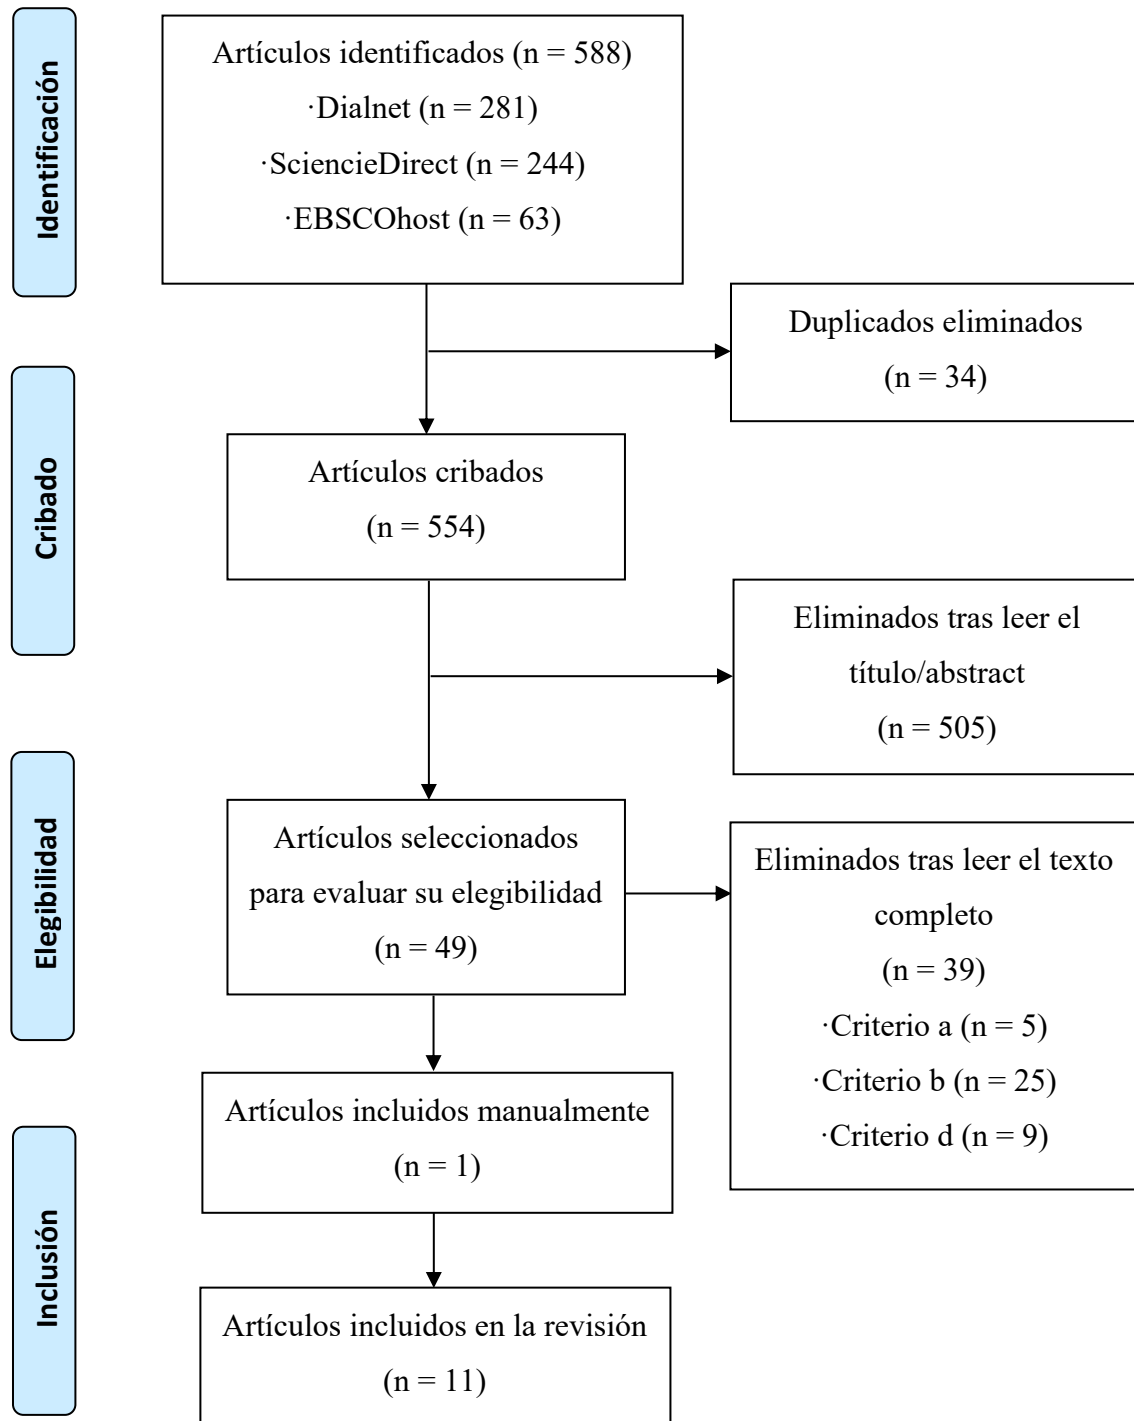 Identificación
Artículos identificados (n = 588)
·Dialnet (n = 281)
·SciencieDirect (n = 244)
·EBSCOhost (n = 63)
Duplicados eliminados
(n = 34)
Cribado
Artículos cribados
(n = 554)
Eliminados tras leer el
título/abstract
(n = 505)
Elegibilidad
Artículos seleccionados
para evaluar su elegibilidad
(n = 49)
Eliminados tras leer el texto
completo
(n = 39)
·Criterio a (n = 5)
·Criterio b (n = 25)
·Criterio d (n = 9)
Artículos incluidos manualmente
(n = 1)
Inclusión
Artículos incluidos en la revisión
(n = 11)